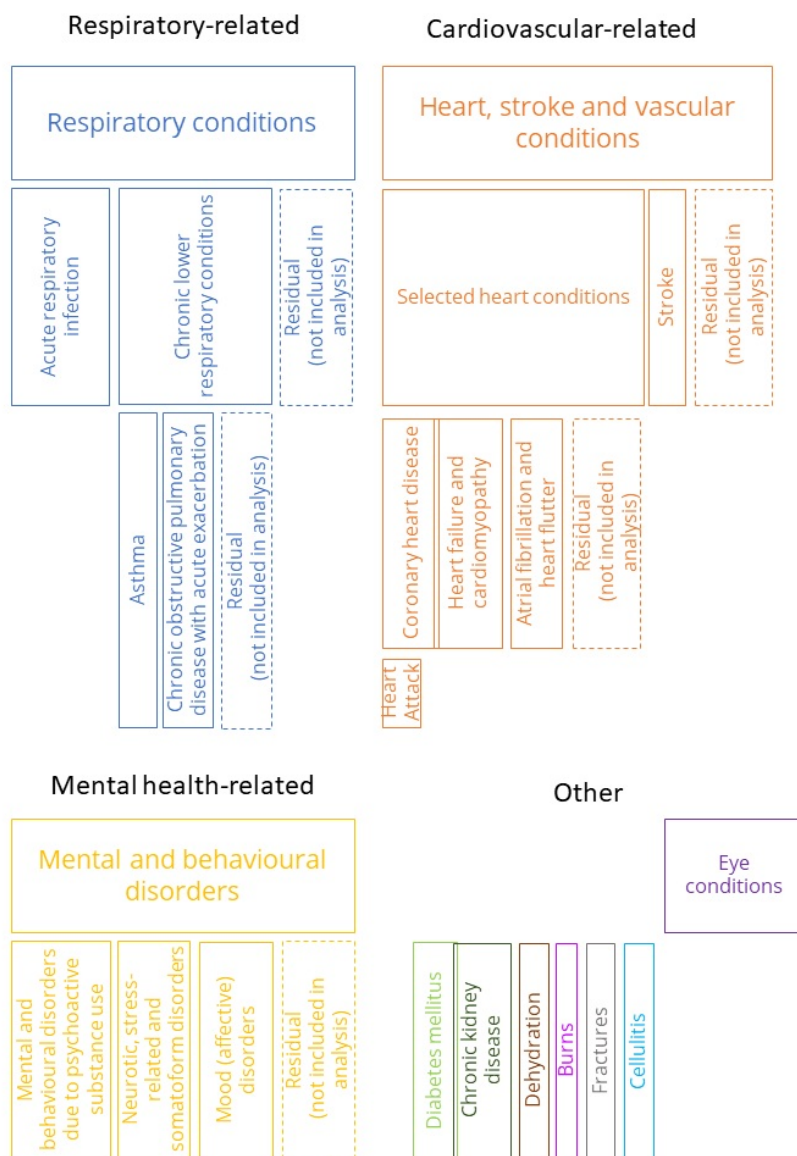 Respiratory-related
Respiratory conditions
Acute respiratory
infection
Chronic lower
respiratory conditions
Residual
(not included in
analysis)
Asthma
Chronic obstructive pulmonary
disease with acute exacerbation
Residual
(not included in analysis)
Cardiovascular-related
Heart, stroke and vascular
conditions
Selected heart conditions
Stroke
Residual
(not included in
analysis)
Coronary heart disease
Heart failure and
cardiomyopathy
Atrial fibrillation and
heart flutter
Residual
(not included in
analysis)
Heart
Attack
Mental health-related
Mental and behavioural
disorders
Mental and
behavioural disorders
due to psychoactive
substance use
Neurotic, stress-
related and
somatoform disorders
Mood (affective)
disorders
Residual
(not included in
analysis)
Other
Eye
conditions
Diabetes mellitus
Chronic kidney
disease
Dehydration
Burns
Fractures
Cellulitis